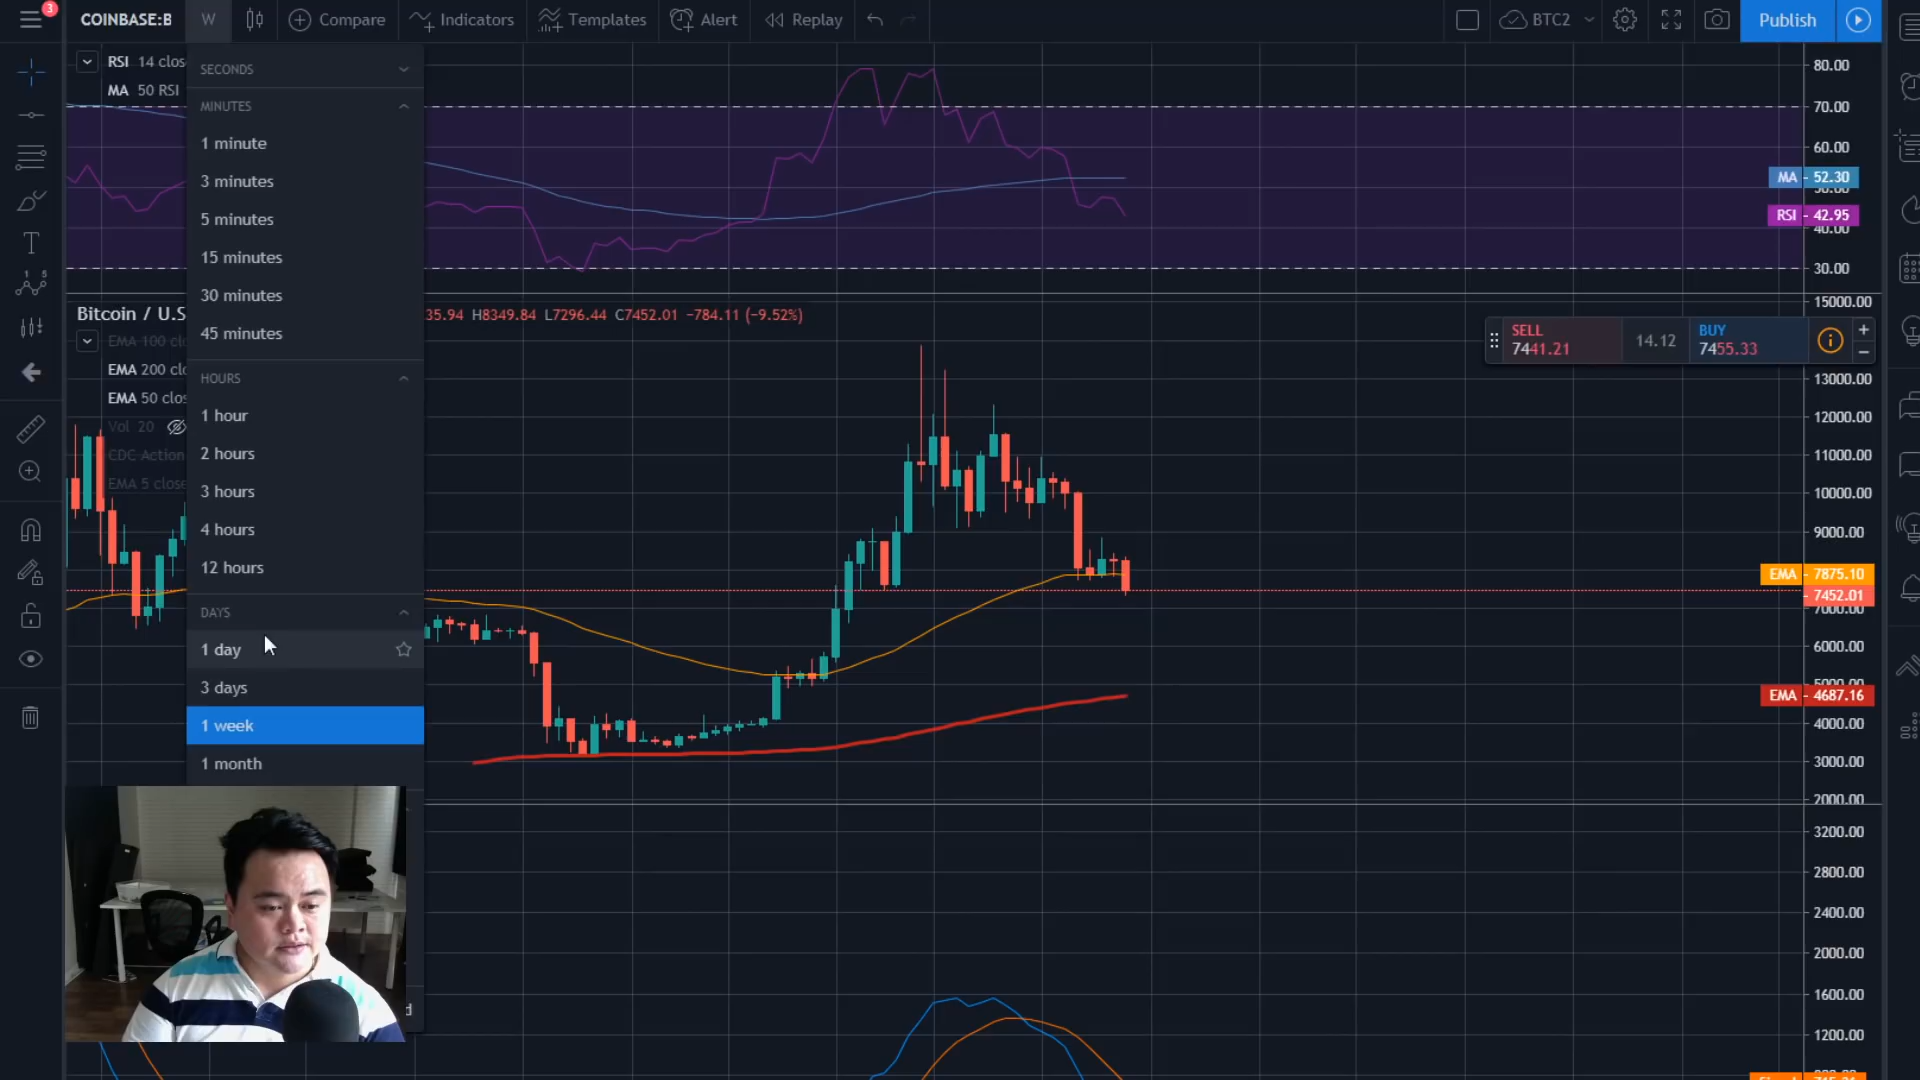 3
COINBASE:B
W
Compare
Indicators
Templates
Alert
Replay
BTC2
Publish
RSI 14 clos
MA 50 RSI
SECONDS
MINUTES
1 minute
3 minutes
5 minutes
15 minutes
30 minutes
45 minutes
HOURS
1 hour
2 hours
3 hours
4 hours
12 hours
DAYS
1 day
3 days
1 week
1 month
80.00
70.00
60.00
MA 52.30
RSI 42.95
40.00
30.00
Bitcoin / U.S
35.94 H8349.84 L7296.44 C7452.01 −784.11 (−9.52%)
EMA 100 clo
EMA 200 clo
EMA 50 clos
Vol 20
CDC Action
EMA 5 close
SELL
7441.21
14.12
BUY
7455.33
15000.00
13000.00
12000.00
11000.00
10000.00
9000.00
EMA 7875.10
7452.01
7000.00
6000.00
5000.00
EMA 4687.16
4000.00
3000.00
2000.00
3200.00
2800.00
2400.00
2000.00
1600.00
1200.00
d